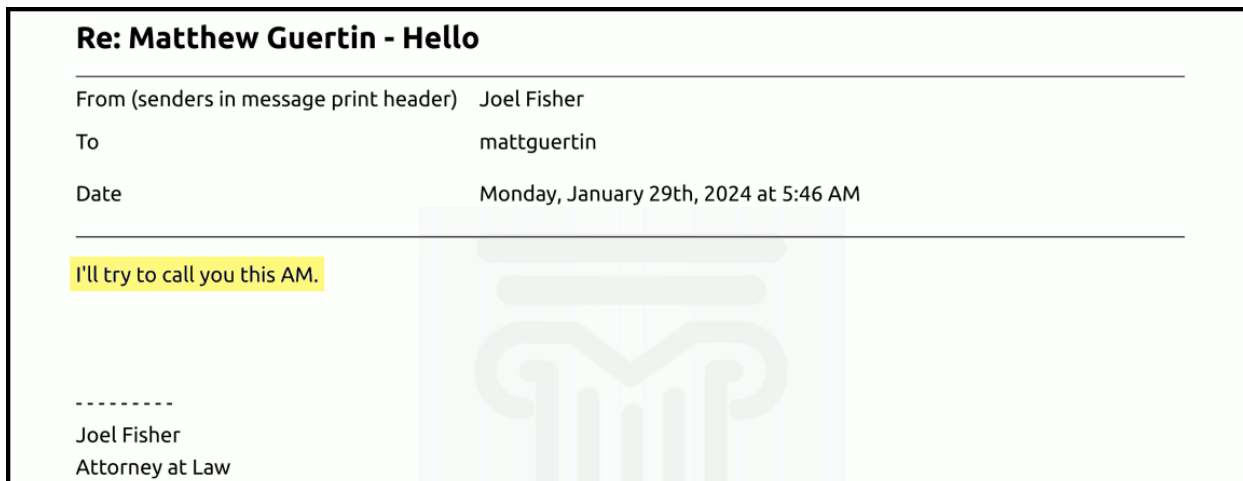 Re: Matthew Guertin - Hello
From (senders in message print header) Joel Fisher
To mattguertin
Date Monday, January 29th, 2024 at 5:46 AM
I'll try to call you this AM.
- - - - - - - - -
Joel Fisher
Attorney at Law